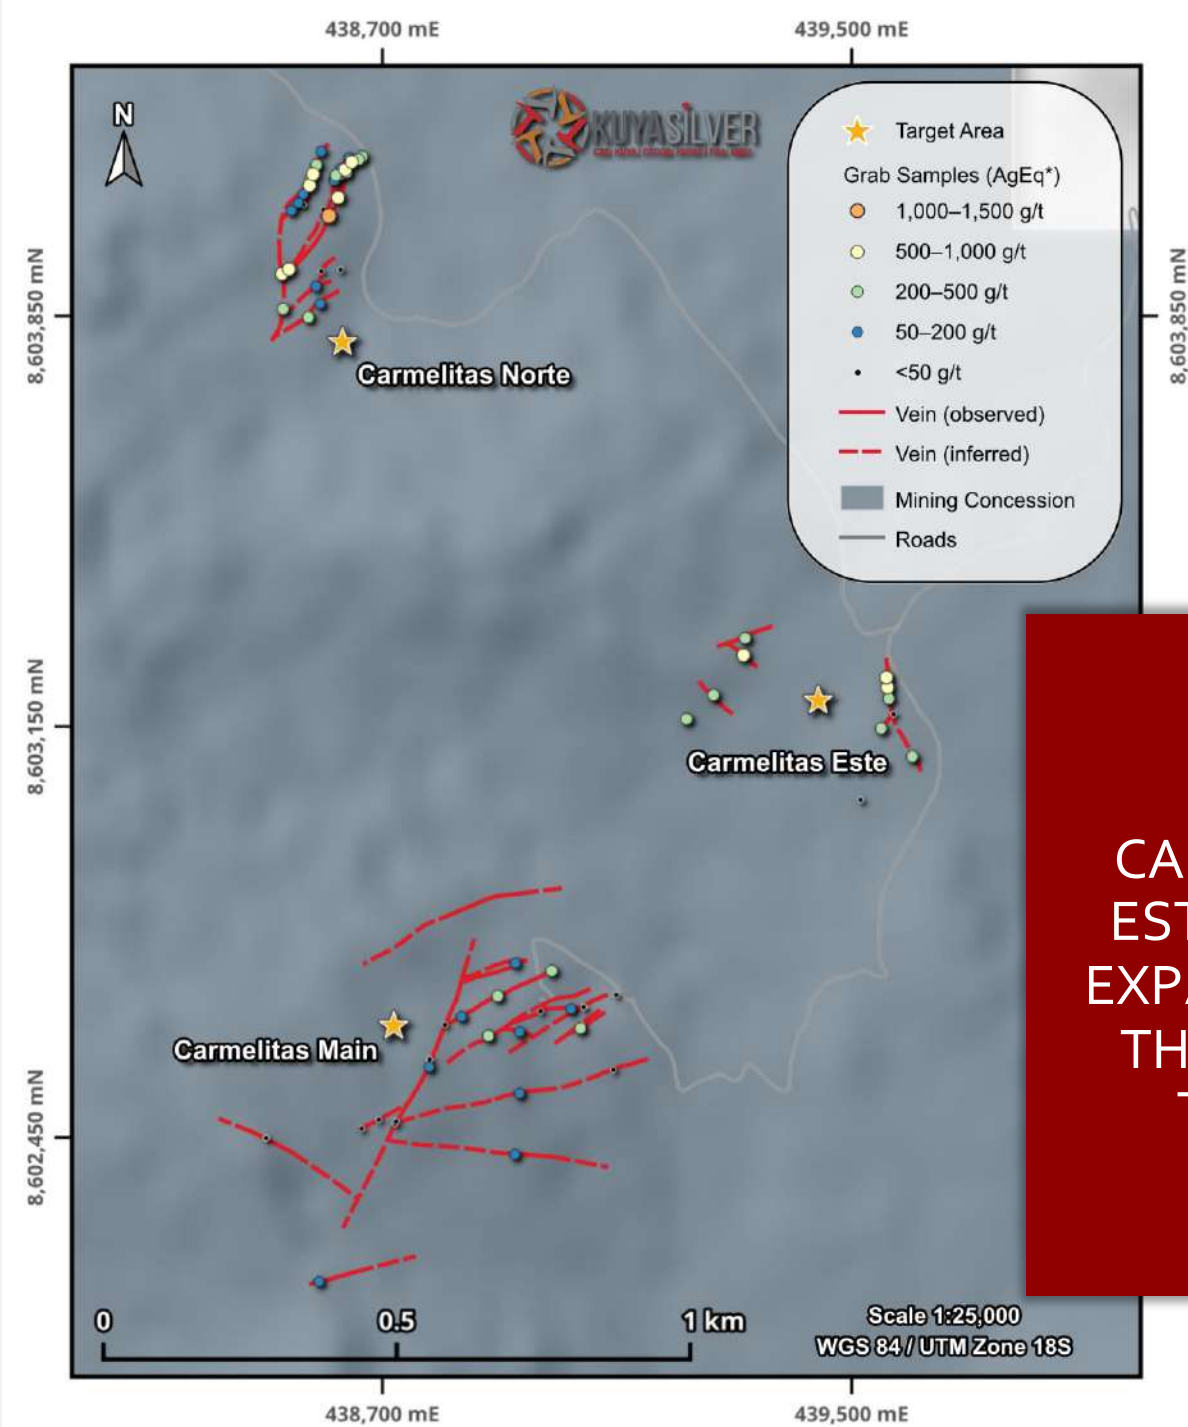 438,700 mE
439,500 mE
N
KUYASILVER
Target Area
Grab Samples (AgEq*)
1,000–1,500 g/t
500–1,000 g/t
200–500 g/t
50–200 g/t
<50 g/t
Vein (observed)
Vein (inferred)
Mining Concession
Roads
8,603,850 mN
8,603,850 mN
Carmelitas Norte
8,603,150 mN
Carmelitas Este
CA
EST
EXPA
TH
Carmelitas Main
8,602,450 mN
0
0.5
1 km
Scale 1:25,000
WGS 84 / UTM Zone 18S
438,700 mE
439,500 mE